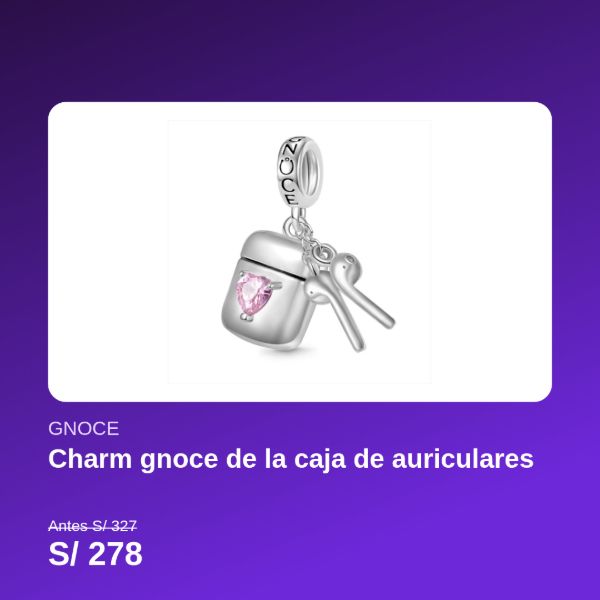 GNOCE
GNOCE
Charm gnoce de la caja de auriculares
Antes S/ 327
S/ 278